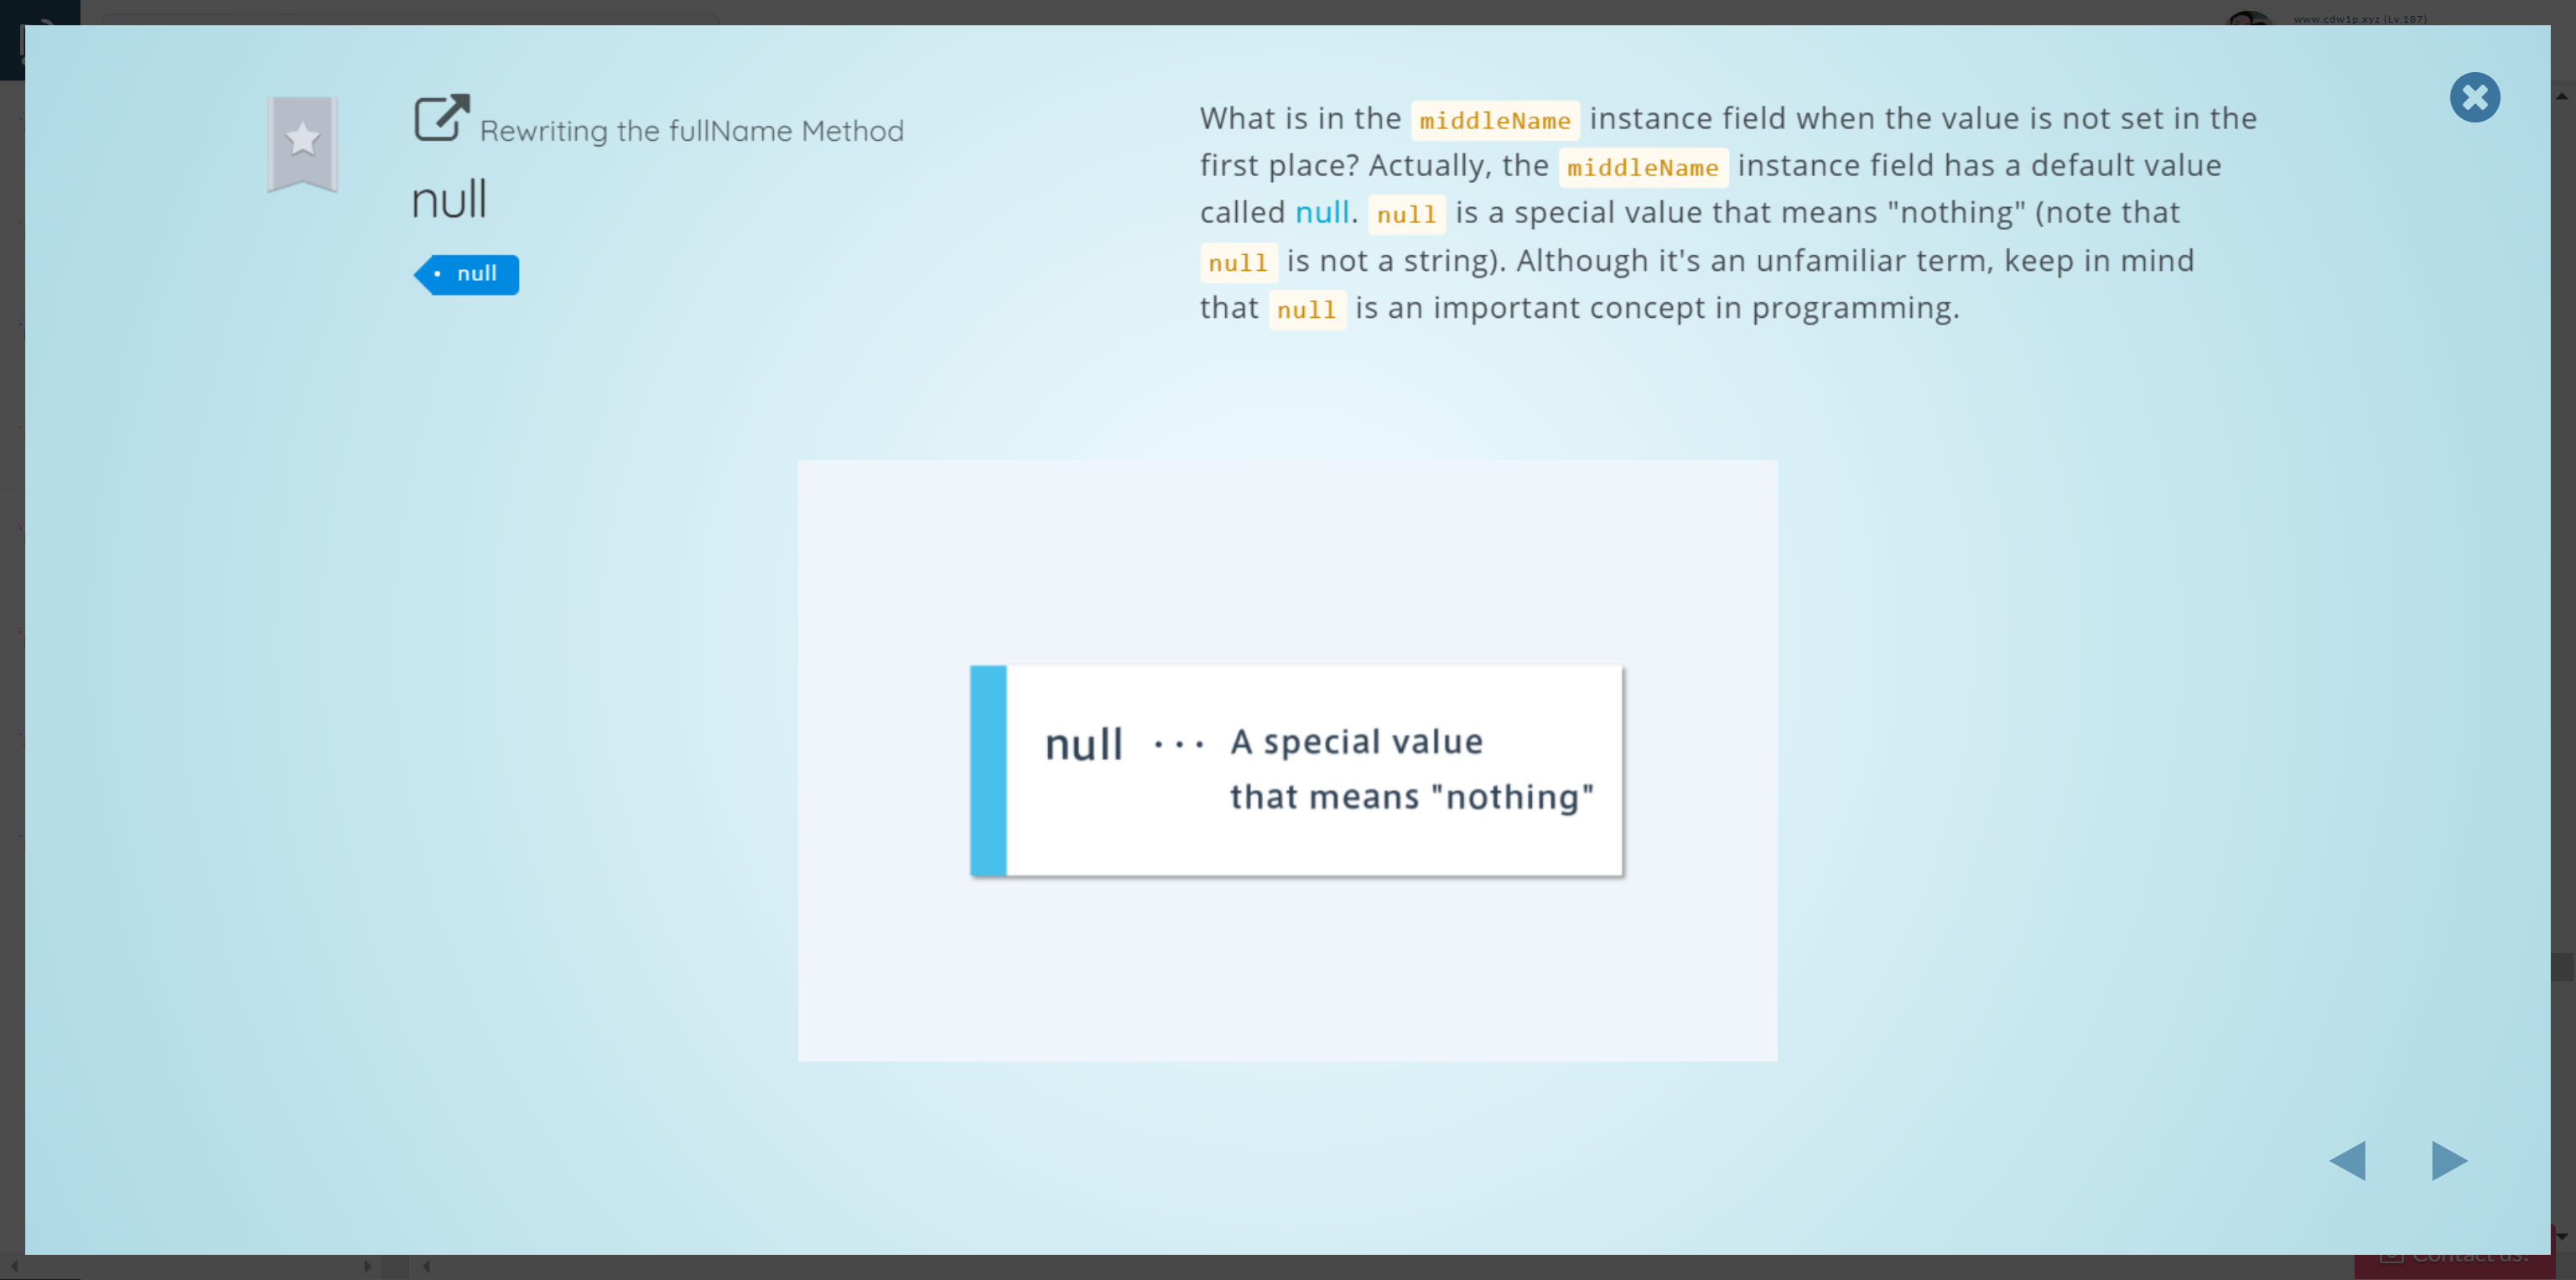 www.cdw1p.xyz (Lv.187)
Rewriting the fullName Method
null
null
What is in the middleName instance field when the value is not set in the
first place? Actually, the middleName instance field has a default value
called null. null is a special value that means "nothing" (note that
null is not a string). Although it's an unfamiliar term, keep in mind
that null is an important concept in programming.
null ··· A special value
that means "nothing"
Contact us!